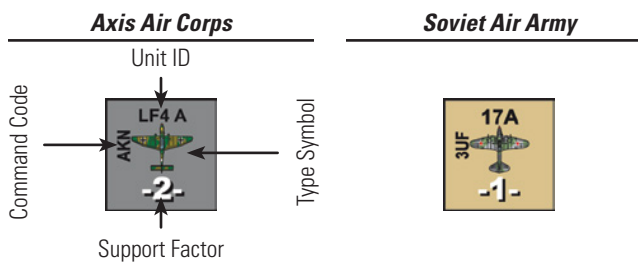 Axis Air Corps
Soviet Air Army
Unit ID
Command Code
LF4 A
AKN
-2-
Type Symbol
Support Factor
17A
3UF
-1-